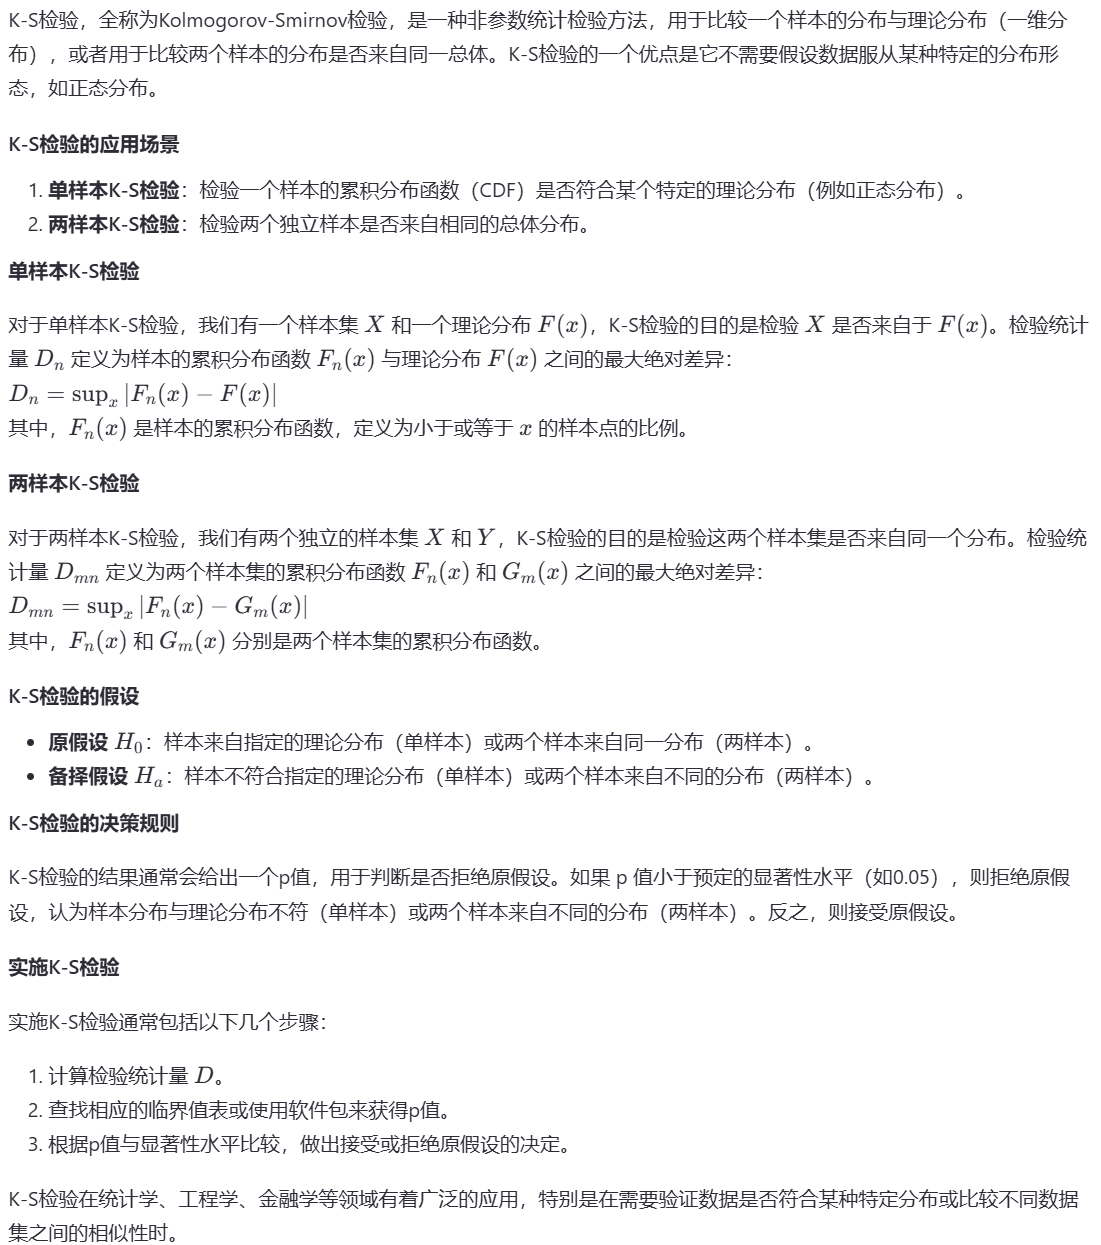 K-S检验，全称为Kolmogorov-Smirnov检验，是一种非参数统计检验方法，用于比较一个样本的分布与理论分布（一维分
布），或者用于比较两个样本的分布是否来自同一总体。K-S检验的一个优点是它不需要假设数据服从某种特定的分布形
态，如正态分布。
K-S检验的应用场景
1. 单样本K-S检验：检验一个样本的累积分布函数（CDF）是否符合某个特定的理论分布（例如正态分布）。
2. 两样本K-S检验：检验两个独立样本是否来自相同的总体分布。
单样本K-S检验
对于单样本K-S检验，我们有一个样本集 X 和一个理论分布 F(x)，K-S检验的目的是检验 X 是否来自于 F(x)。检验统计
量 Dₙ 定义为样本的累积分布函数 Fₙ(x) 与理论分布 F(x) 之间的最大绝对差异：
Dₙ = supₓ |Fₙ(x) − F(x)|
其中，Fₙ(x) 是样本的累积分布函数，定义为小于或等于 x 的样本点的比例。
两样本K-S检验
对于两样本K-S检验，我们有两个独立的样本集 X 和 Y，K-S检验的目的是检验这两个样本集是否来自同一个分布。检验统
计量 Dₘₙ 定义为两个样本集的累积分布函数 Fₙ(x) 和 Gₘ(x) 之间的最大绝对差异：
Dₘₙ = supₓ |Fₙ(x) − Gₘ(x)|
其中，Fₙ(x) 和 Gₘ(x) 分别是两个样本集的累积分布函数。
K-S检验的假设
• 原假设 H₀：样本来自指定的理论分布（单样本）或两个样本来自同一分布（两样本）。
• 备择假设 Hₐ：样本不符合指定的理论分布（单样本）或两个样本来自不同的分布（两样本）。
K-S检验的决策规则
K-S检验的结果通常会给出一个p值，用于判断是否拒绝原假设。如果 p 值小于预定的显著性水平（如0.05），则拒绝原假
设，认为样本分布与理论分布不符（单样本）或两个样本来自不同的分布（两样本）。反之，则接受原假设。
实施K-S检验
实施K-S检验通常包括以下几个步骤：
1. 计算检验统计量 D。
2. 查找相应的临界值表或使用软件包来获得p值。
3. 根据p值与显著性水平比较，做出接受或拒绝原假设的决定。
K-S检验在统计学、工程学、金融学等领域有着广泛的应用，特别是在需要验证数据是否符合某种特定分布或比较不同数据
集之间的相似性时。